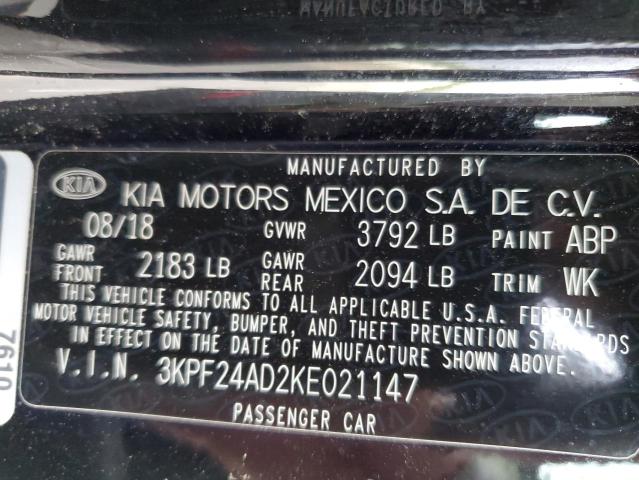 MANUFACTURED BY
KIA KIA MOTORS MEXICO S.A. DE C.V.
08/18 GVWR 3792 LB PAINT ABP
GAWR FRONT 2183 LB GAWR REAR 2094 LB TRIM WK
THIS VEHICLE CONFORMS TO ALL APPLICABLE U.S.A. FEDERAL
MOTOR VEHICLE SAFETY, BUMPER, AND THEFT PREVENTION STANDARDS
IN EFFECT ON THE DATE OF MANUFACTURE SHOWN ABOVE.
V.I.N. 3KPF24AD2KE021147
PASSENGER CAR
7610